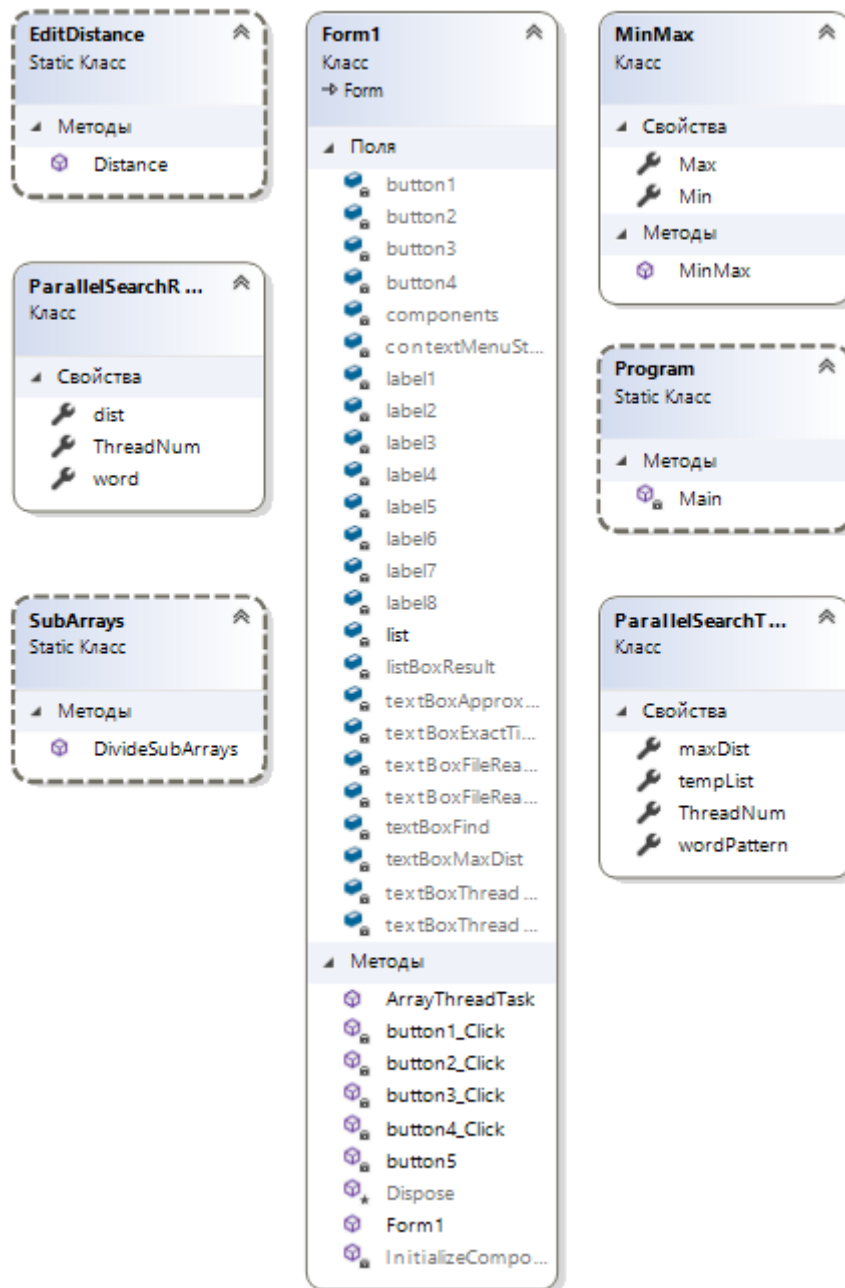 EditDistance
Static Класс
Методы
Distance
ParallelSearchR ...
Класс
Свойства
dist
ThreadNum
word
SubArrays
Static Класс
Методы
DivideSubArrays
Form1
Класс
Form
Поля
button1
button2
button3
button4
components
contextMenuSt...
label1
label2
label3
label4
label5
label6
label7
label8
list
listBoxResult
textBoxApprox...
textBoxExactTi...
textBoxFileRea...
textBoxFileRea...
textBoxFind
textBoxMaxDist
textBoxThread ...
textBoxThread ...
Методы
ArrayThreadTask
button1_Click
button2_Click
button3_Click
button4_Click
button5
Dispose
Form1
InitializeCompo...
MinMax
Класс
Свойства
Max
Min
Методы
MinMax
Program
Static Класс
Методы
Main
ParallelSearchT...
Класс
Свойства
maxDist
tempList
ThreadNum
wordPattern